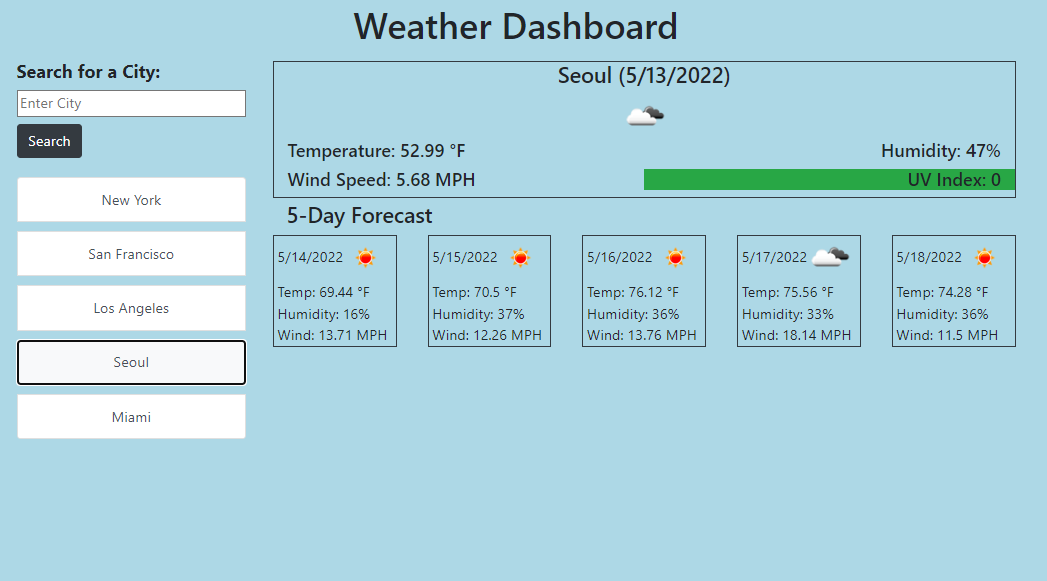 Weather Dashboard
Search for a City:
Enter City
Search
New York
San Francisco
Los Angeles
Seoul
Miami
Seoul (5/13/2022)
Temperature: 52.99 °F
Humidity: 47%
Wind Speed: 5.68 MPH
UV Index: 0
5-Day Forecast
5/14/2022
Temp: 69.44 °F
Humidity: 16%
Wind: 13.71 MPH
5/15/2022
Temp: 70.5 °F
Humidity: 37%
Wind: 12.26 MPH
5/16/2022
Temp: 76.12 °F
Humidity: 36%
Wind: 13.76 MPH
5/17/2022
Temp: 75.56 °F
Humidity: 33%
Wind: 18.14 MPH
5/18/2022
Temp: 74.28 °F
Humidity: 36%
Wind: 11.5 MPH